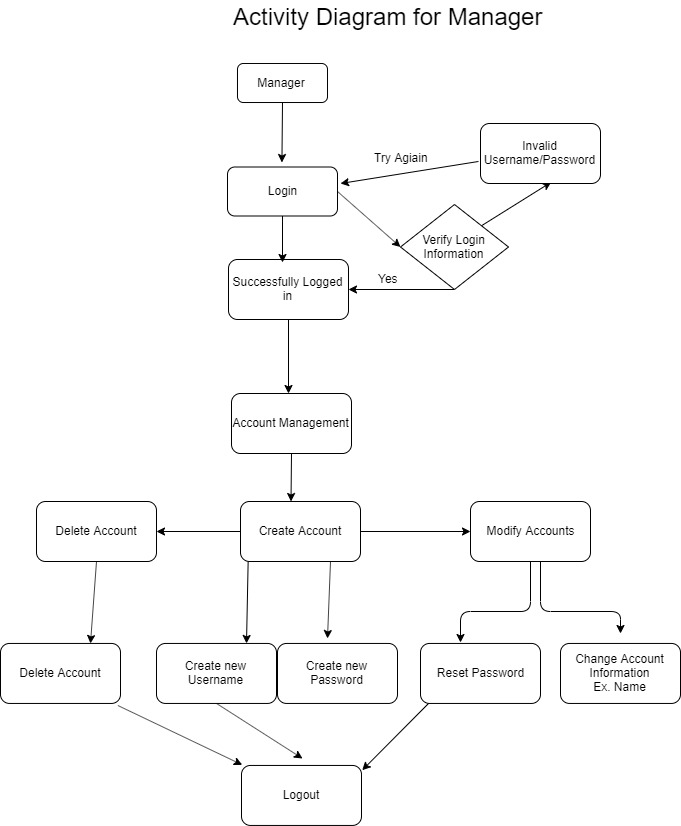 Activity Diagram for Manager
Manager
Invalid
Username/Password
Try Agiain
Login
Verify Login
Information
Successfully Logged
in
Yes
Account Management
Delete Account
Create Account
Modify Accounts
Delete Account
Create new
Username
Create new
Password
Reset Password
Change Account
Information
Ex. Name
Logout